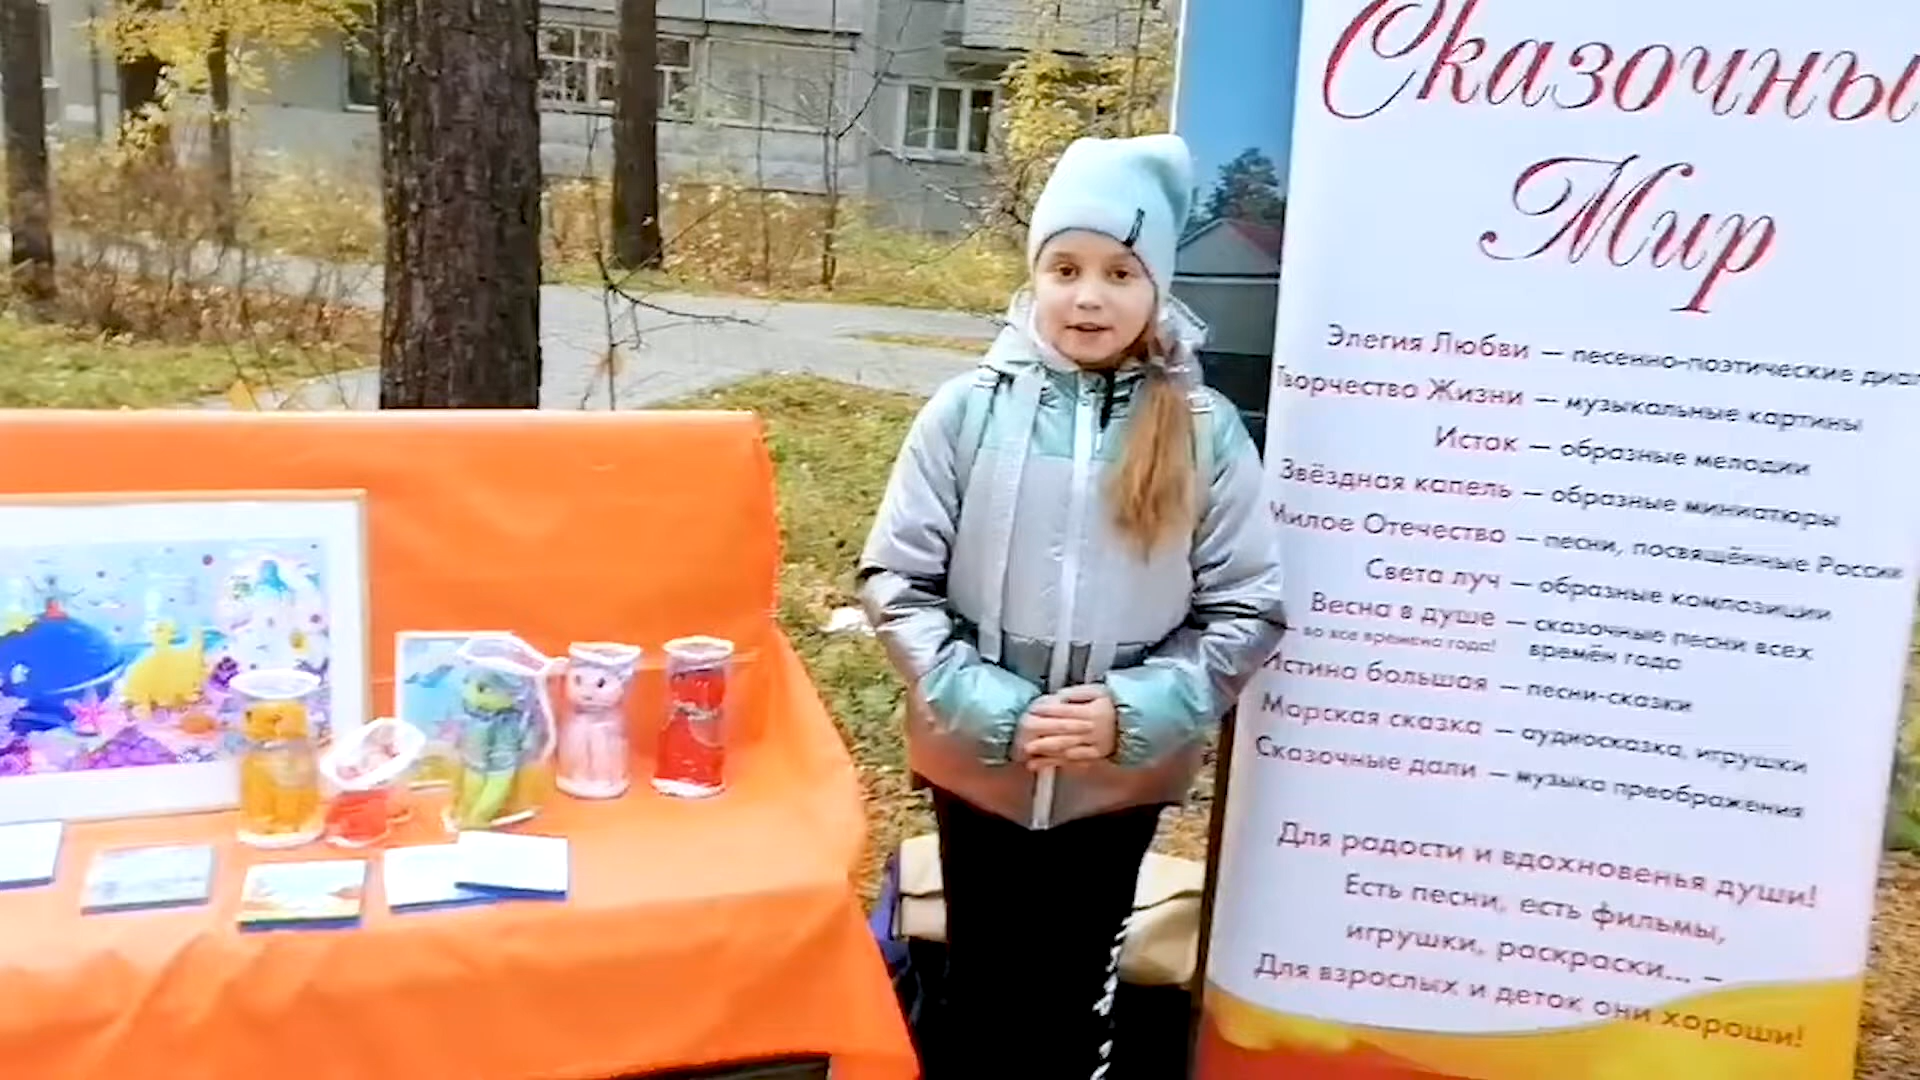 Сказочны
Мир
Элегия Любви — песенно-поэтические диал
Творчество Жизни — музыкальные картины
Исток — образные мелодии
Звёздная капель — образные миниатюры
Милое Отечество — песни, посвящённые России
Света луч — образные композиции
Весна в душе — сказочные песни всех
— во все времена года! времён года
Истина большая — песни-сказки
Морская сказка — аудиосказка, игрушки
Сказочные дали — музыка преображения
Для радости и вдохновенья души!
Есть песни, есть фильмы,
игрушки, раскраски... –
Для взрослых и деток они хороши!